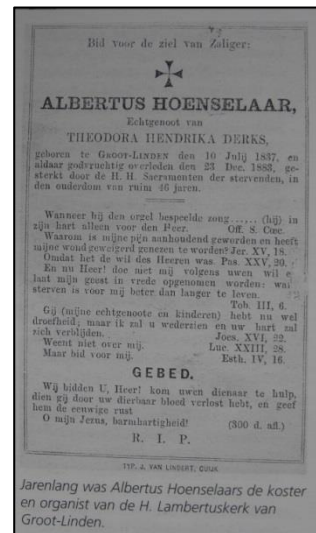 Bid voor de ziel van Zaliger:
ALBERTUS HOENSELAAR,
Echtgenoot van
THEODORA HENDRIKA DERKS,
geboren te GROOT-LINDEN den 10 Julij 1837, en
aldaar godvruchtig overleden den 23 Dec. 1883, ge-
sterkt door de H. H. Sacramenten der stervenden, in
den ouderdom van ruim 46 jaren.
Wanneer hij den orgel bespeelde zong...... (hij) in
zijn hart alleen voor den Heer. Off. S. Cæc.
Waarom is mijne pijn aanhoudend geworden en heeft
mijne wond geweigerd genezen te worden? Jer. XV, 18.
Omdat het de wil des Heeren was. Pas. XXV, 20.
En nu Heer! doe met mij volgens uwen wil e
laat mijn geest in vrede opgenomen worden: wa
sterven is voor mij beter dan langer te leven.
Tob. III, 6.
Gij (mijne echtgenoote en kinderen) hebt nu wel
droefheid; maar ik zal u wederzien en uw hart zal
zich verblijden. Joes. XVI, 22.
Weent niet over mij. Luc. XXIII, 28.
Maar bid voor mij. Esth. IV, 16.
GEBED.
Wij bidden U, Heer! kom uwen dienaar te hulp,
dien gij door uw dierbaar bloed verlost hebt, en geef
hem de eeuwige rust
O mijn Jezus, barmhartigheid! (300 d. afl.)
R. I. P.
TYP. J. VAN LINDERT, CUIJK.
Jarenlang was Albertus Hoenselaars de koster
en organist van de H. Lambertuskerk van
Groot-Linden.